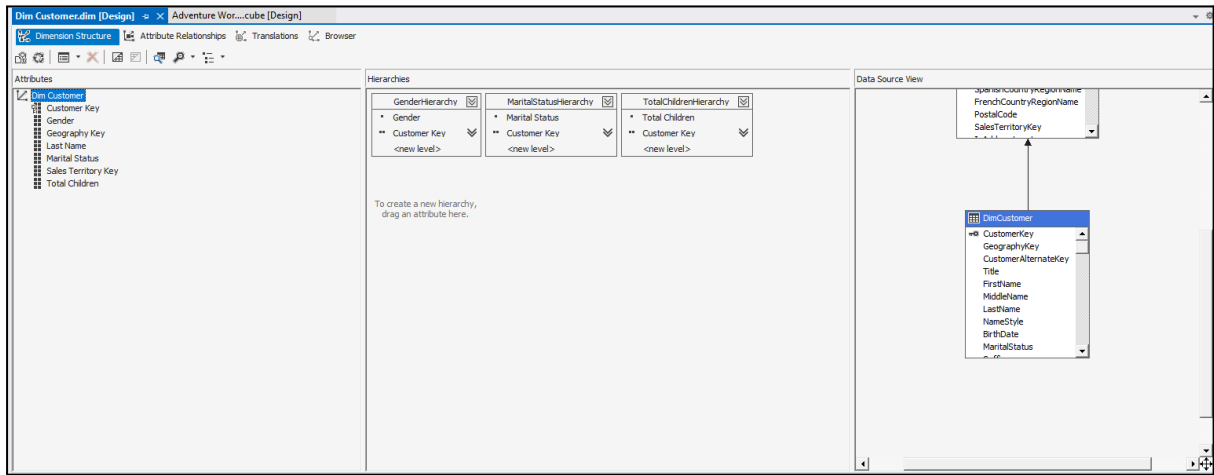 Dim Customer.dim [Design] Adventure Wor....cube [Design]
Dimension Structure Attribute Relationships Translations Browser
Attributes
Dim Customer
Customer Key
Gender
Geography Key
Last Name
Marital Status
Sales Territory Key
Total Children
Hierarchies
GenderHierarchy
Gender
Customer Key
<new level>
MaritalStatusHierarchy
Marital Status
Customer Key
<new level>
TotalChildrenHierarchy
Total Children
Customer Key
<new level>
To create a new hierarchy,
drag an attribute here.
Data Source View
SpanishCountryRegionName
FrenchCountryRegionName
PostalCode
SalesTerritoryKey
DimCustomer
CustomerKey
GeographyKey
CustomerAlternateKey
Title
FirstName
MiddleName
LastName
NameStyle
BirthDate
MaritalStatus